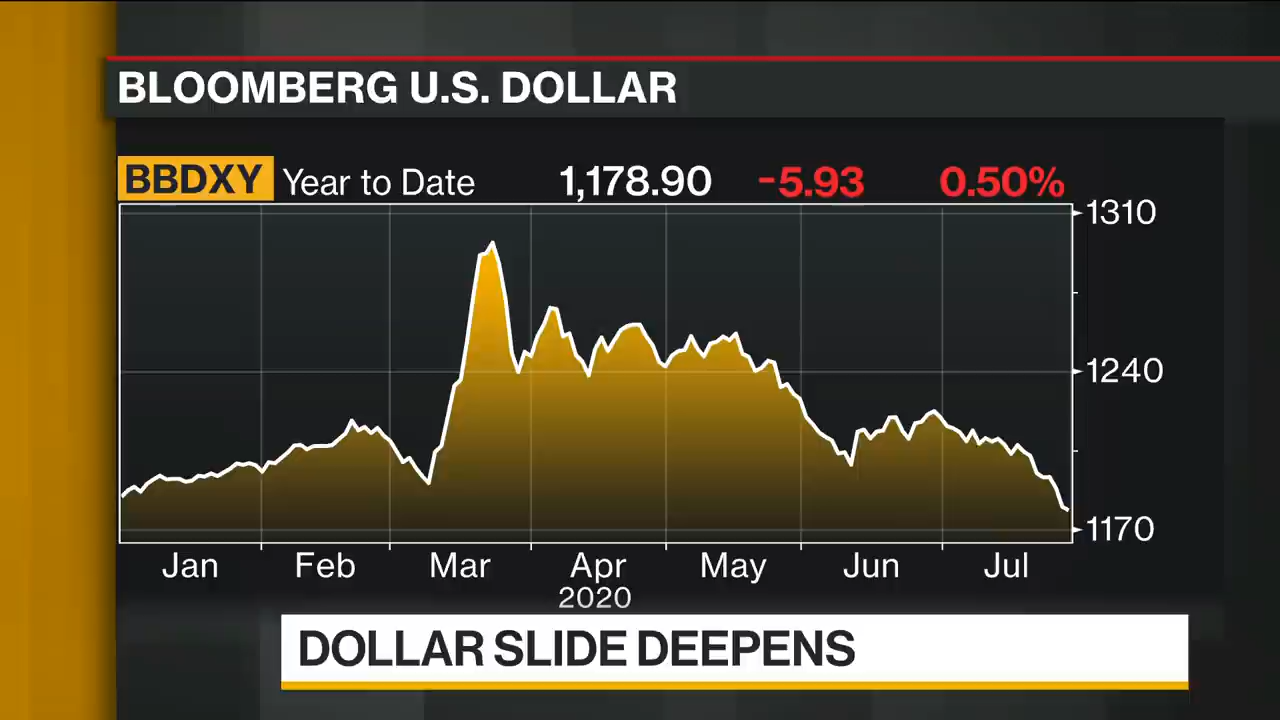 BLOOMBERG U.S. DOLLAR
BBDXY Year to Date 1,178.90 -5.93 0.50%
1310
1240
1170
Jan Feb Mar Apr May Jun Jul
2020
DOLLAR SLIDE DEEPENS